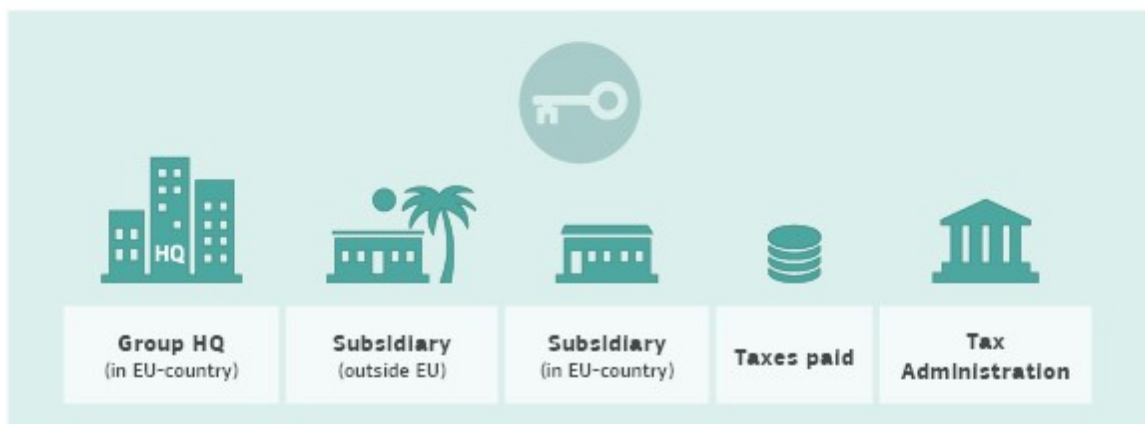 HQ
Group HQ
(in EU-country)
Subsidiary
(outside EU)
Subsidiary
(in EU-country)
Taxes paid
Tax
Administration